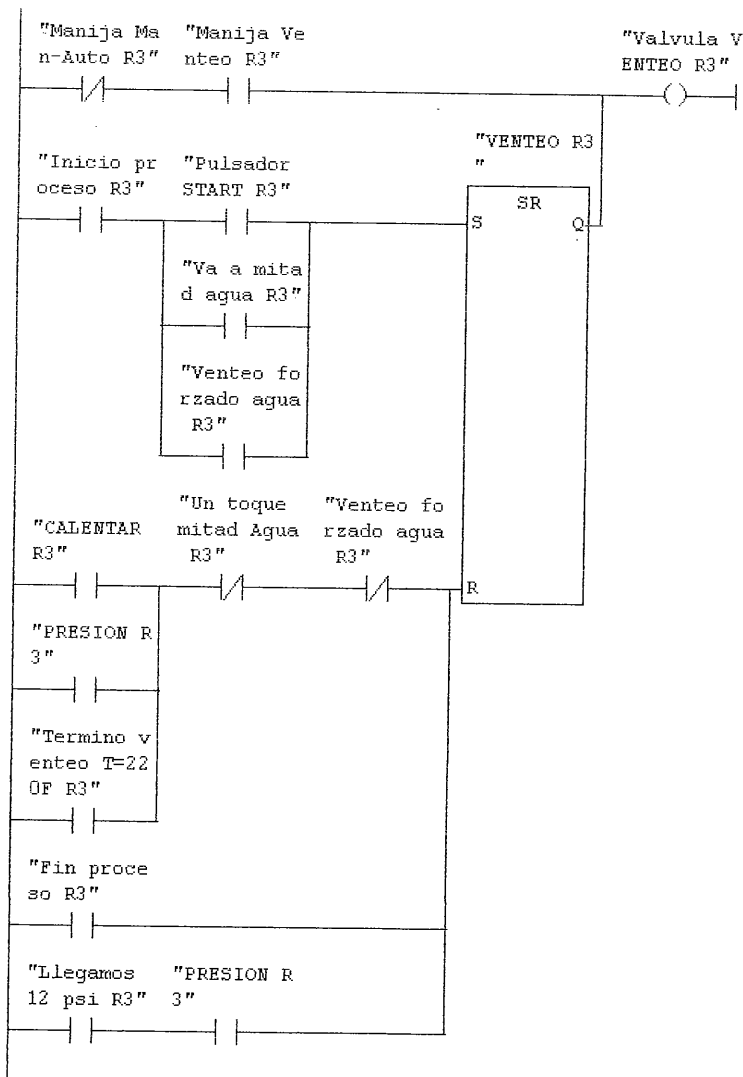 "Manija Ma
n-Auto R3"
"Manija Ve
nteo R3"
"Valvula V
ENTEO R3"
"VENTEO R3
"
SR
S
Q
"Inicio pr
oceso R3"
"Pulsador
START R3"
"Va a mita
d agua R3"
"Venteo fo
rzado agua
R3"
"CALENTAR
R3"
"Un toque
mitad Agua
R3"
"Venteo fo
rzado agua
R3"
R
"PRESION R
3"
"Termino v
enteo T=22
0F R3"
"Fin proce
so R3"
"Llegamos
12 psi R3"
"PRESION R
3"